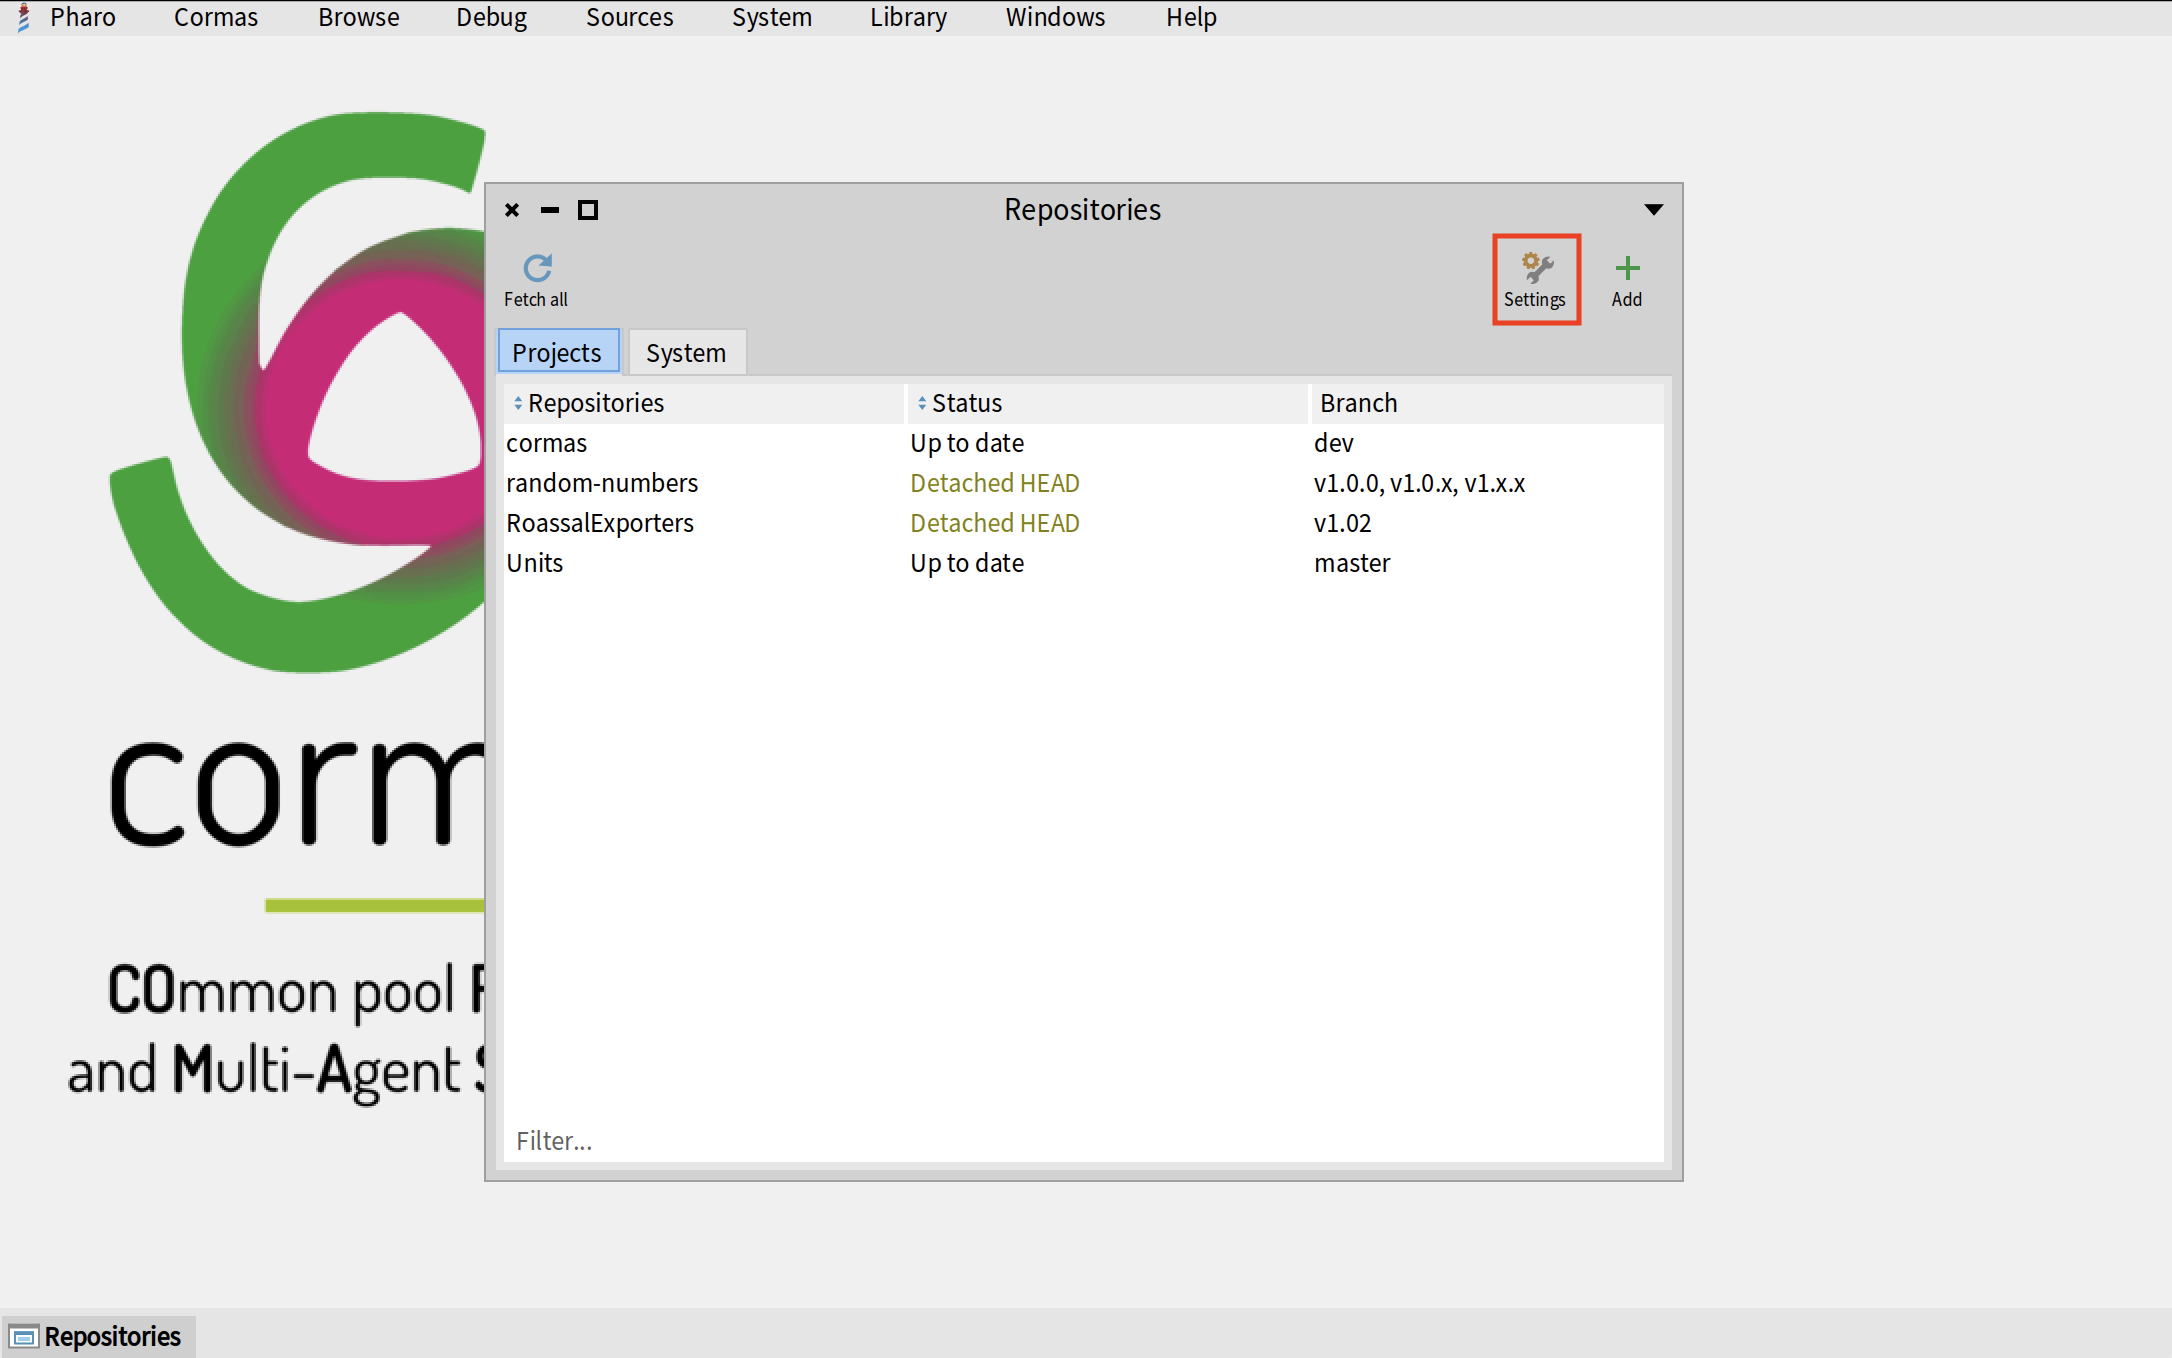 Pharo Cormas Browse Debug Sources System Library Windows Help
Repositories
Fetch all
Settings Add
Projects System
Repositories Status Branch
cormas Up to date dev
random-numbers Detached HEAD v1.0.0, v1.0.x, v1.x.x
RoassalExporters Detached HEAD v1.02
Units Up to date master
Filter...
corm
COmmon pool
and Multi-Agent
Repositories